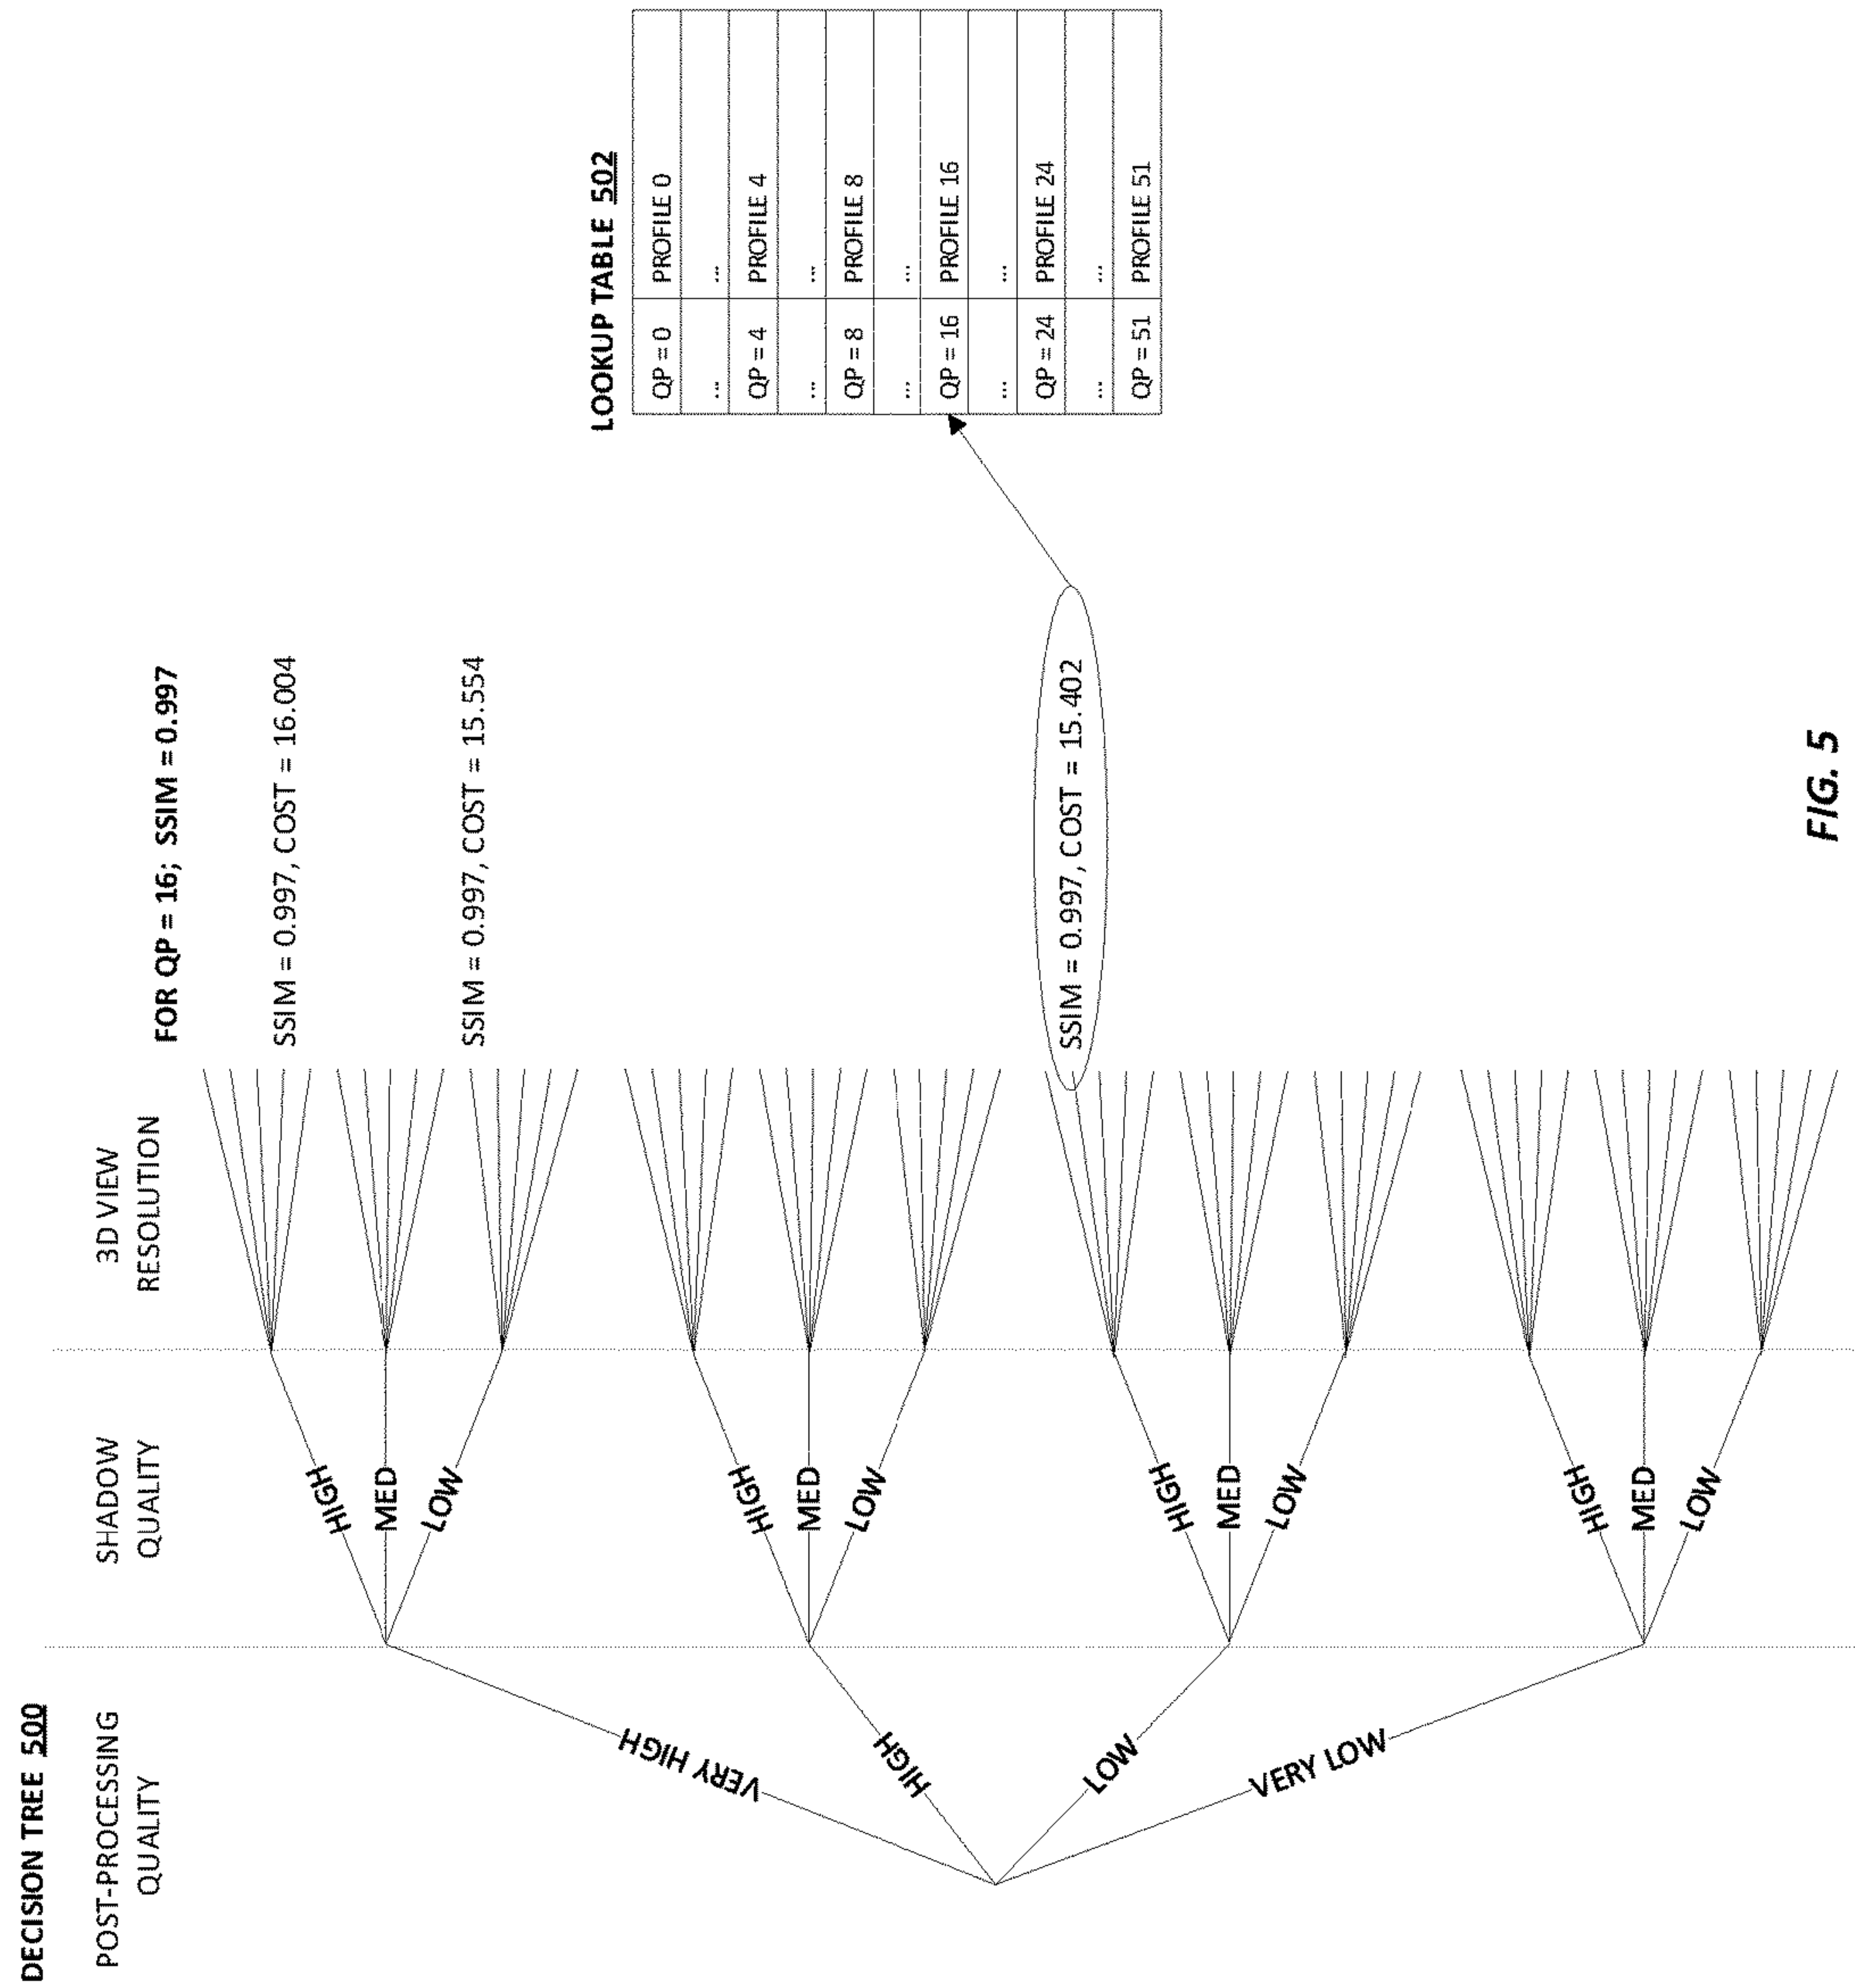 DECISION TREE 500
POST-PROCESSING
QUALITY
SHADOW
QUALITY
3D VIEW
RESOLUTION
VERY HIGH
HIGH
LOW
VERY LOW
HIGH
MED
LOW
HIGH
MED
LOW
HIGH
MED
LOW
HIGH
MED
LOW
FOR QP = 16; SSIM = 0.997
SSIM = 0.997, COST = 16.004
SSIM = 0.997, COST = 15.554
SSIM = 0.997, COST = 15.402
LOOKUP TABLE 502
QP = 0 PROFILE 0
... ...
QP = 4 PROFILE 4
... ...
QP = 8 PROFILE 8
... ...
QP = 16 PROFILE 16
... ...
QP = 24 PROFILE 24
... ...
QP = 51 PROFILE 51
FIG. 5